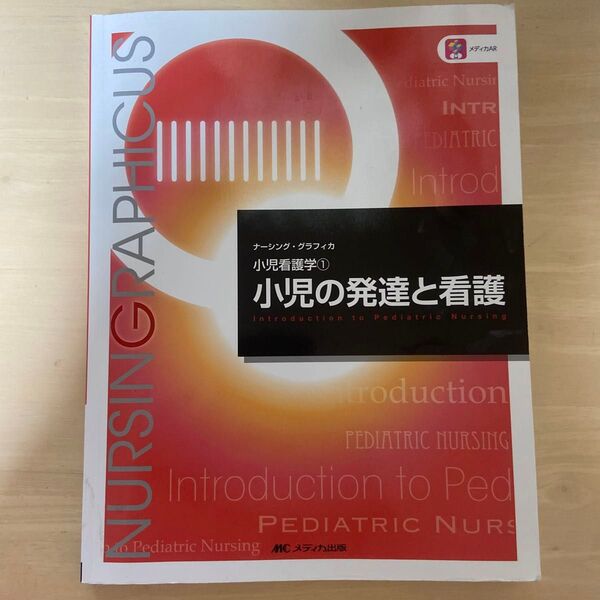 NURSINGRAPHICUS
メディカAR
Pediatric Nursin
INTR
PEDIATRIC
Introd
ナーシング・グラフィカ
小児看護学①
小児の発達と看護
Introduction to Pediatric Nursing
troduction
PEDIATRIC NURSING
Introduction to Ped
PEDIATRIC NURS
to Pediatric Nursing
MC メディカ出版